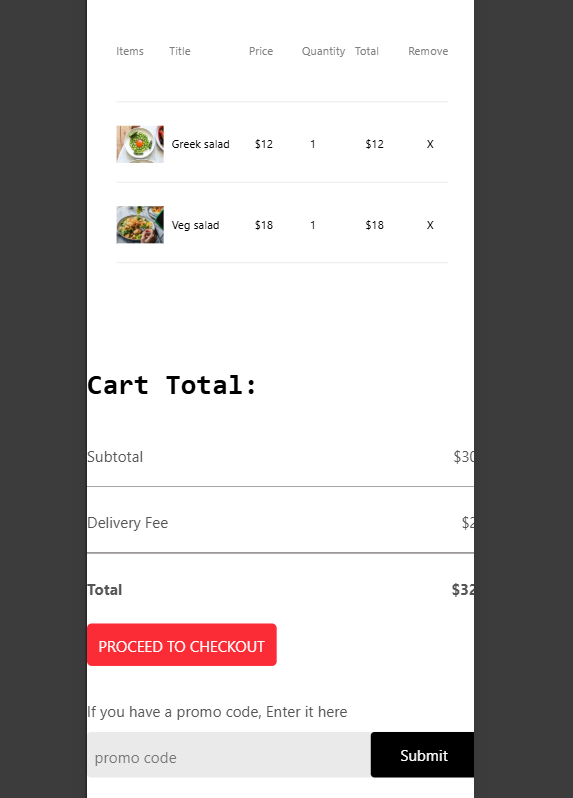 Items Title Price Quantity Total Remove
Greek salad $12 1 $12 X
Veg salad $18 1 $18 X
Cart Total:
Subtotal $30
Delivery Fee $2
Total $32
PROCEED TO CHECKOUT
If you have a promo code, Enter it here
promo code Submit